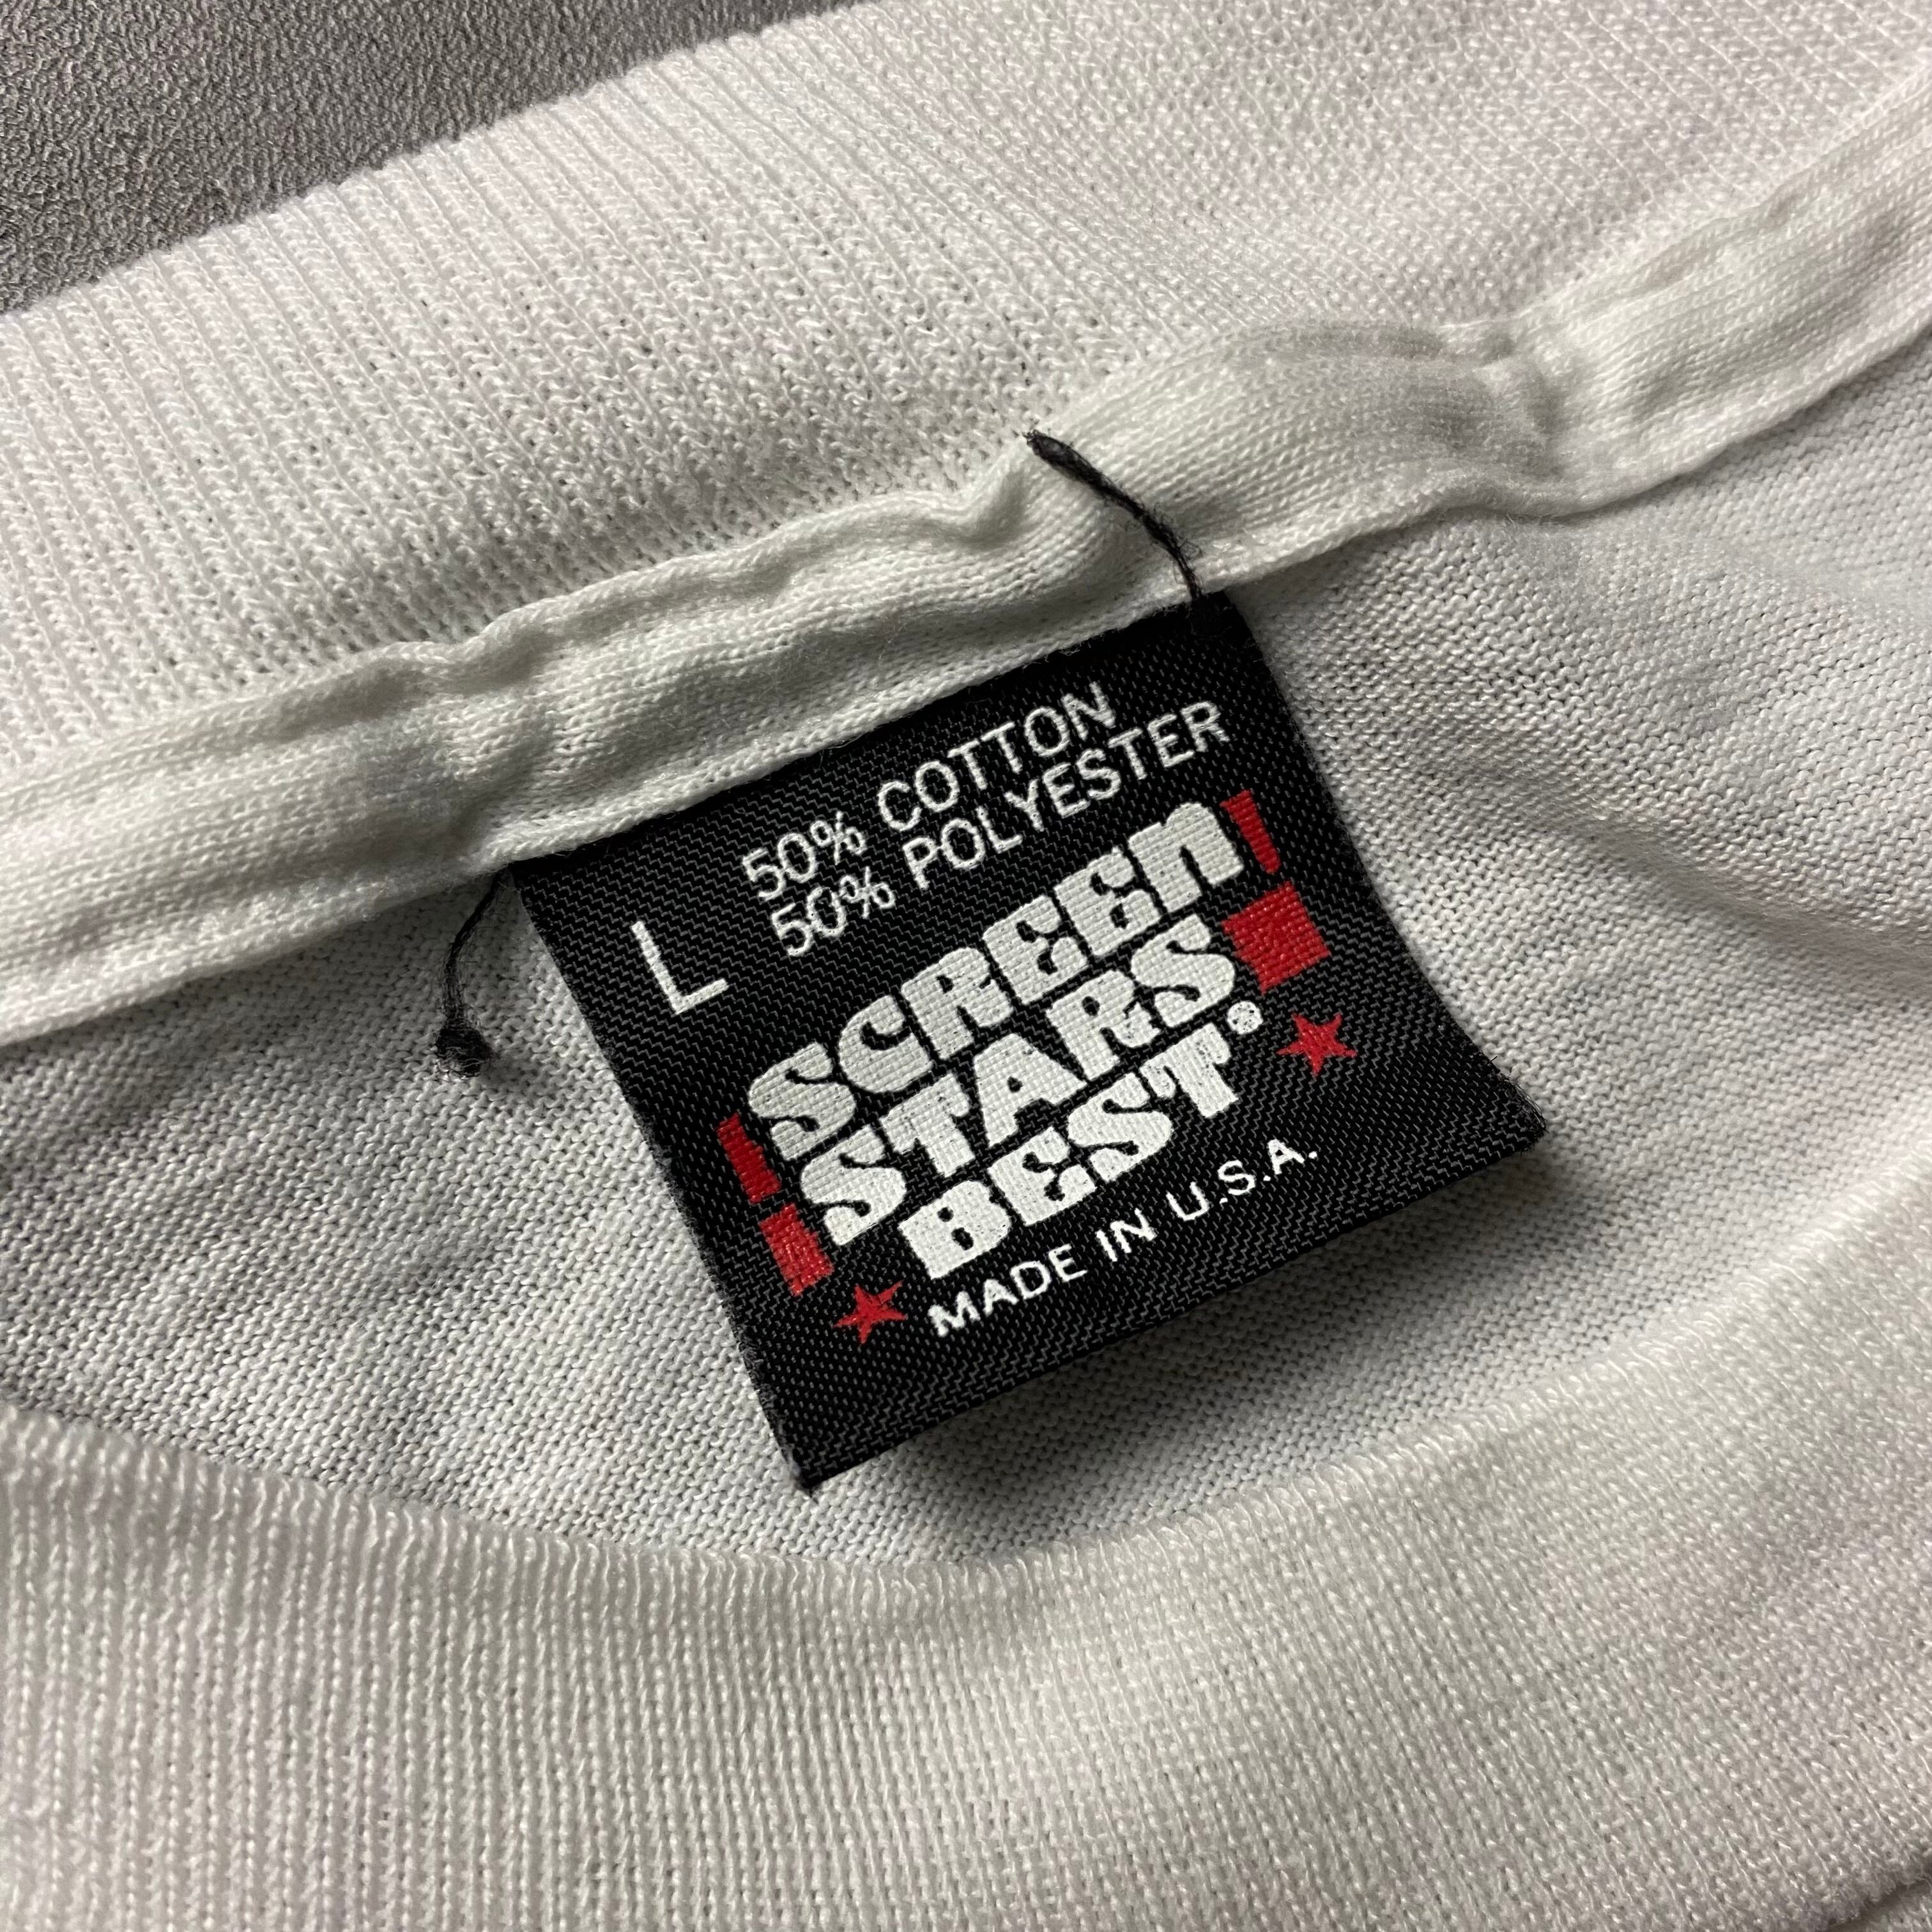 50% COTTON
50% POLYESTER
L
SCREEN
STARS
BEST.
MADE IN U.S.A.